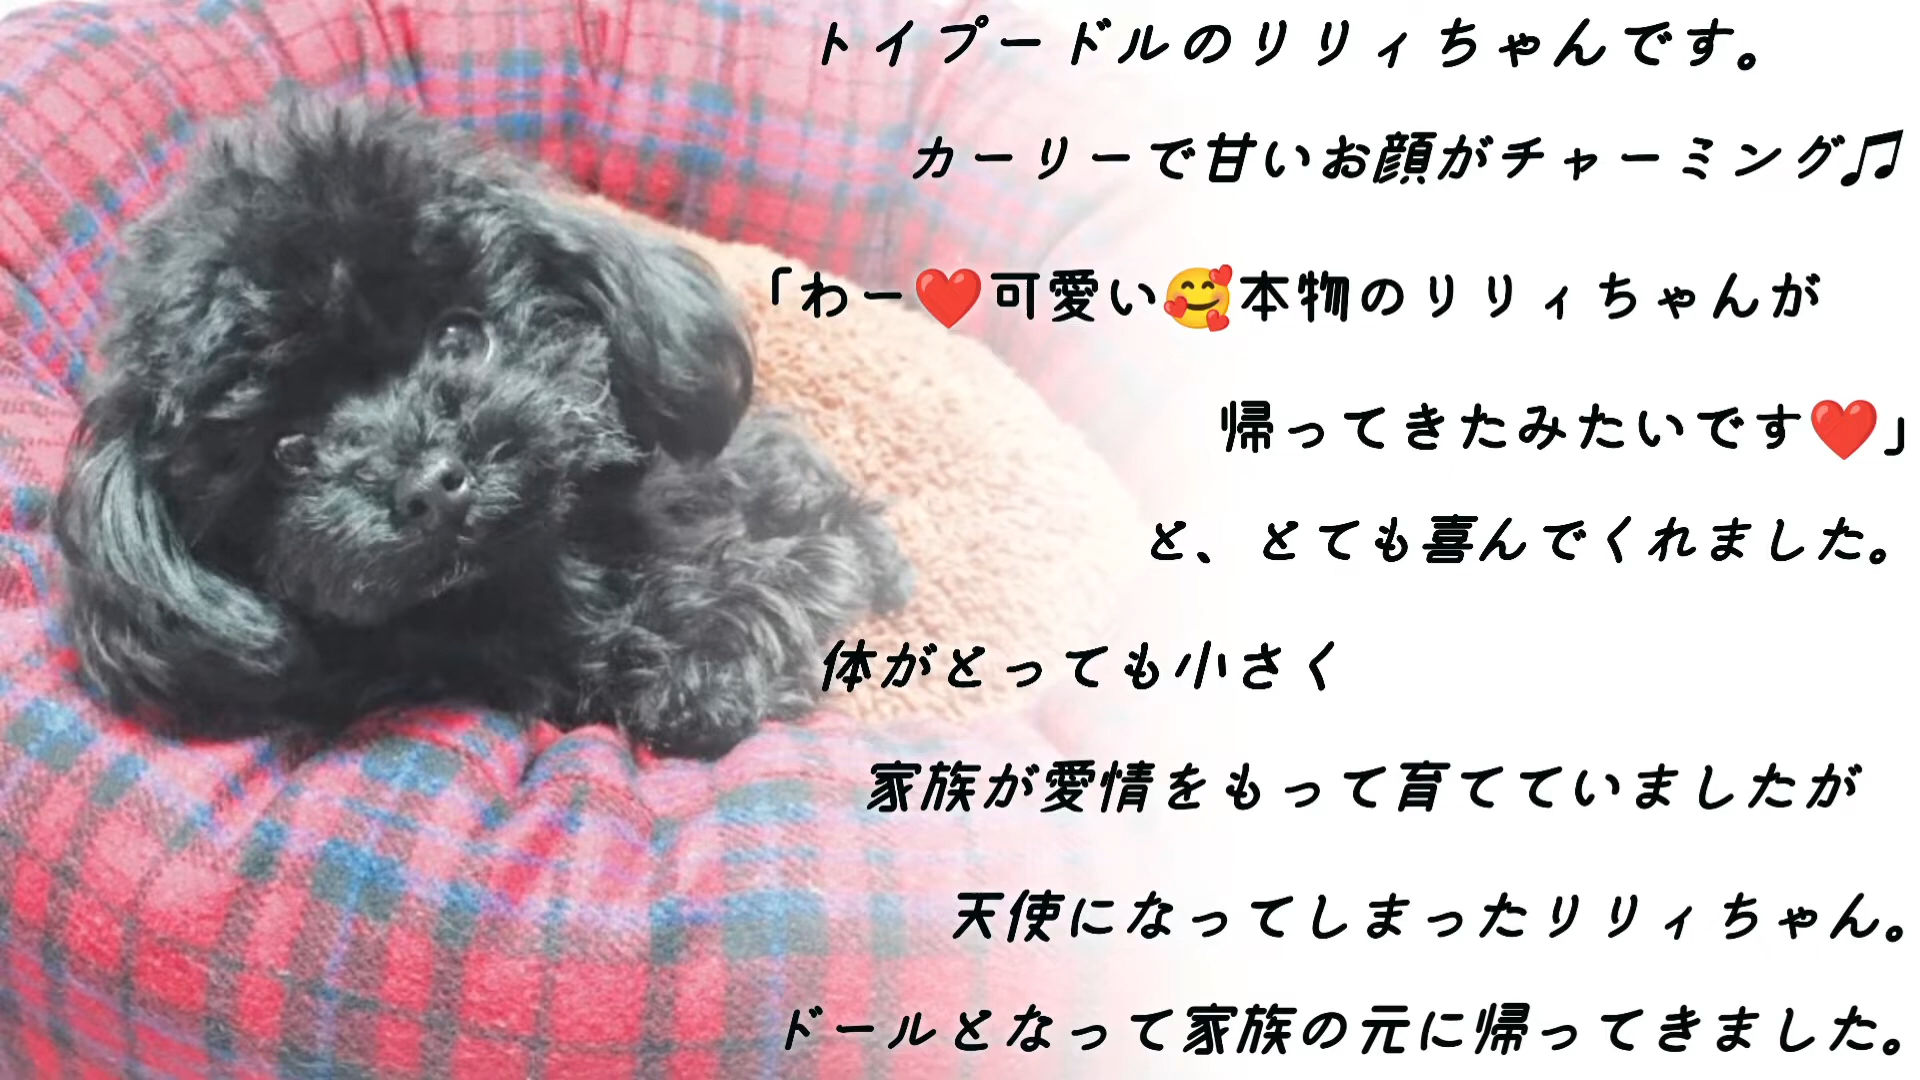 トイプードルのリリィちゃんです。
カーリーで甘いお顔がチャーミング♫
「わー❤️可愛い🥰本物のリリィちゃんが
帰ってきたみたいです❤️」
と、とても喜んでくれました。
体がとっても小さく
家族が愛情をもって育てていましたが
天使になってしまったリリィちゃん。
ドールとなって家族の元に帰ってきました。